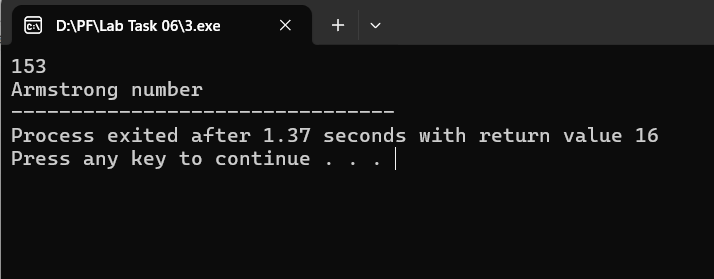 D:\PF\Lab Task 06\3.exe
153
Armstrong number
--------------------------------
Process exited after 1.37 seconds with return value 16
Press any key to continue . . .